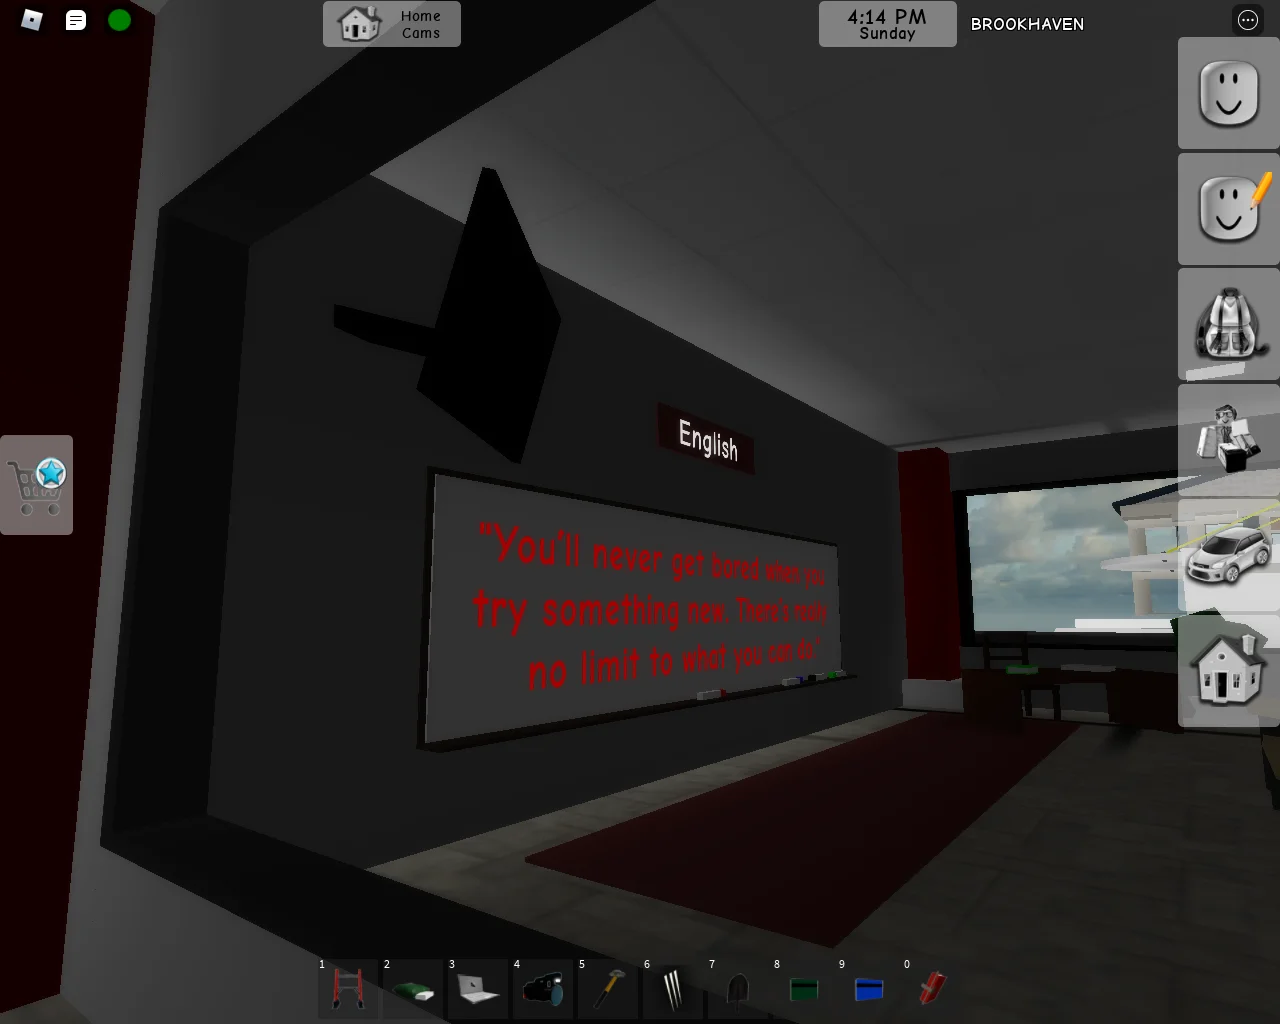 Home
Cams
4:14 PM
Sunday
BROOKHAVEN
English
"You'll never get bored when you
try something new. There's really
no limit to what you can do."
1 2 3 4 5 6 7 8 9 0